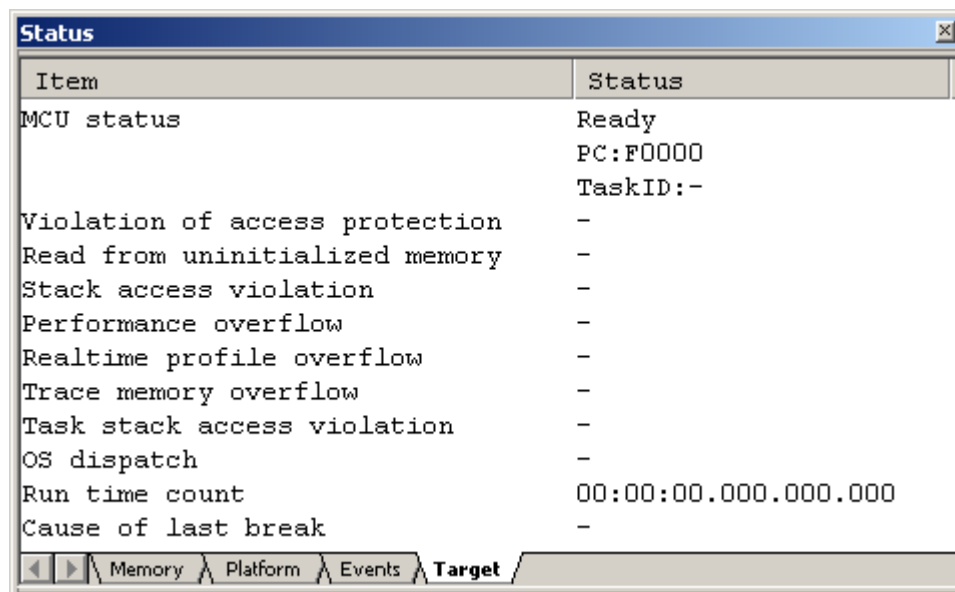 Status
Item Status
MCU status Ready
PC:F0000
TaskID:-
Violation of access protection -
Read from uninitialized memory -
Stack access violation -
Performance overflow -
Realtime profile overflow -
Trace memory overflow -
Task stack access violation -
OS dispatch -
Run time count 00:00:00.000.000.000
Cause of last break -
Memory Platform Events Target